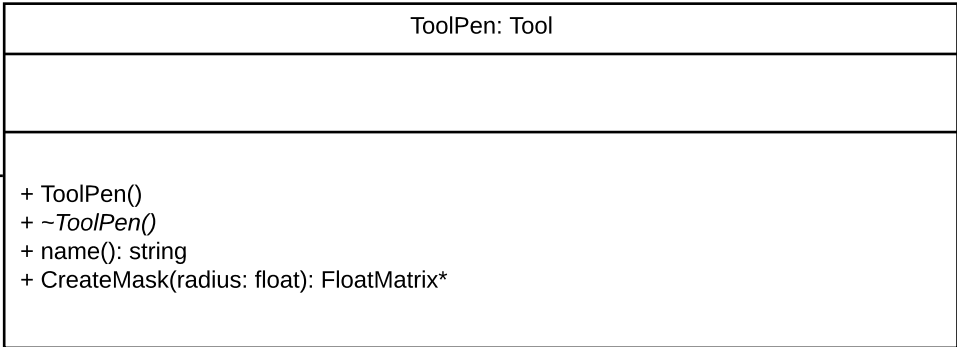 ToolPen: Tool
+ ToolPen()
+ ~ToolPen()
+ name(): string
+ CreateMask(radius: float): FloatMatrix*